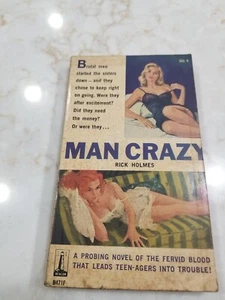 Brutal men
started the sisters
down—and they
chose to keep right
on going. Were they
after excitement?
Did they need
the money?
Or were they...
MAN CRAZY
RICK HOLMES
A PROBING NOVEL OF THE FERVID BLOOD
THAT LEADS TEEN-AGERS INTO TROUBLE!
BEACON